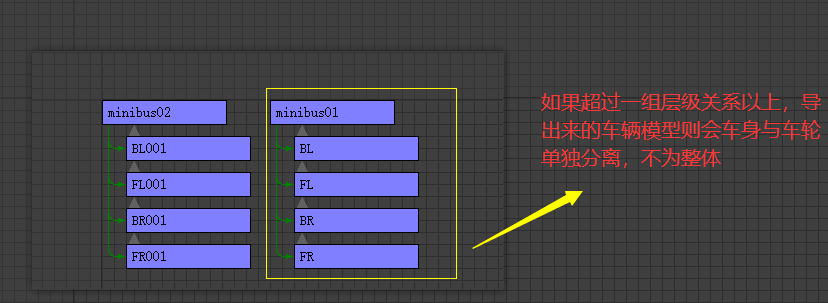 minibus02
BL001
FL001
BR001
FR001
minibus01
BL
FL
BR
FR
如果超过一组层级关系以上，导
出来的车辆模型则会车身与车轮
单独分离，不为整体